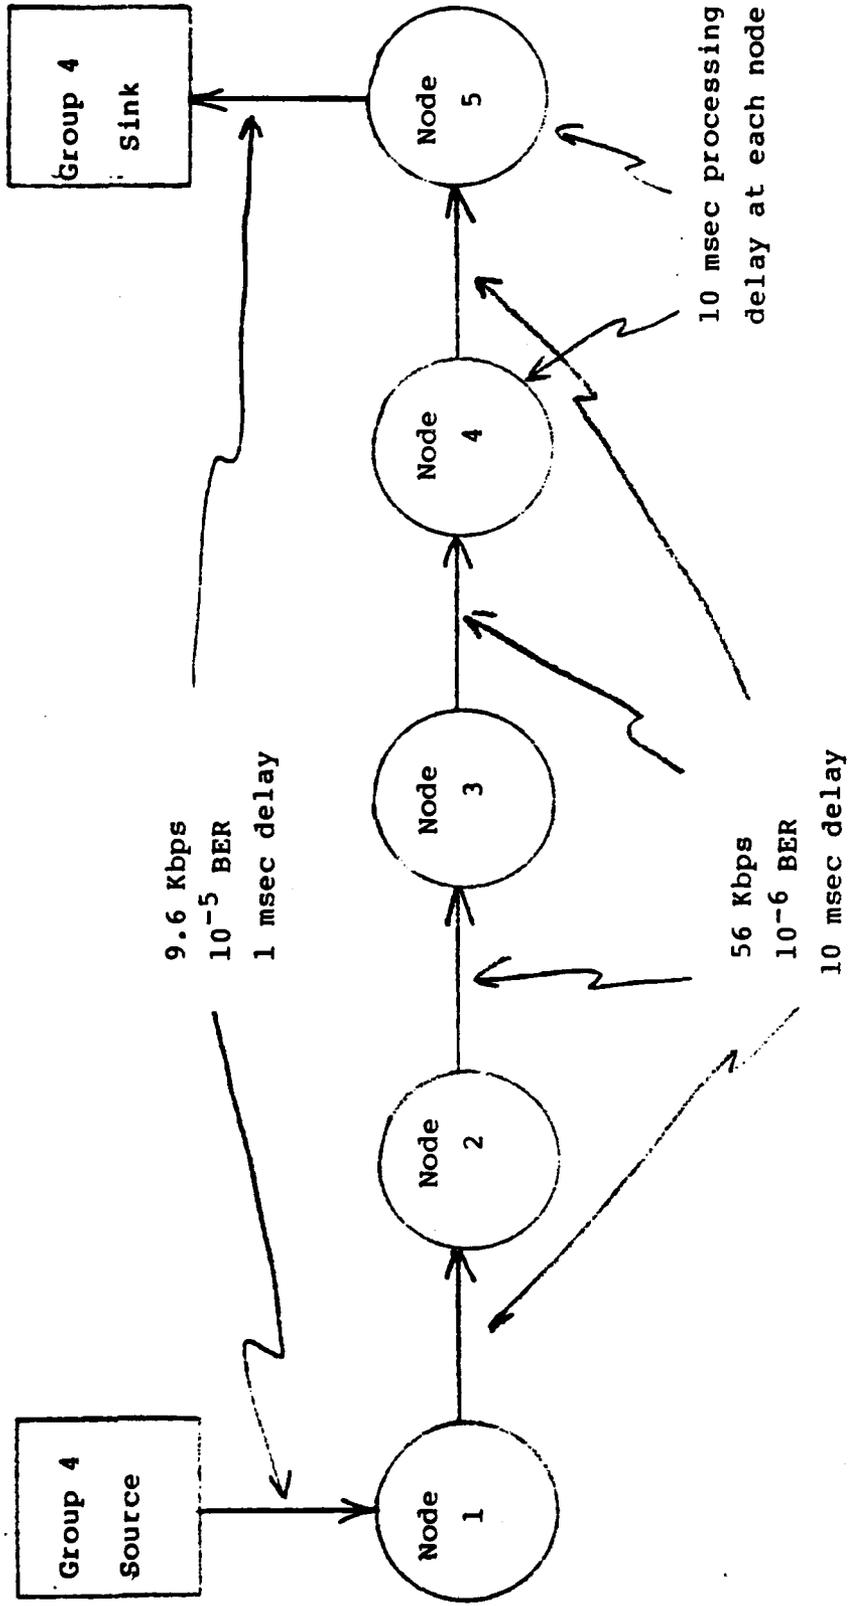 Group 4
Source
9.6 Kbps
10⁻⁵ BER
1 msec delay
Group 4
Sink
Node
1
Node
2
Node
3
Node
4
Node
5
56 Kbps
10⁻⁶ BER
10 msec delay
10 msec processing
delay at each node